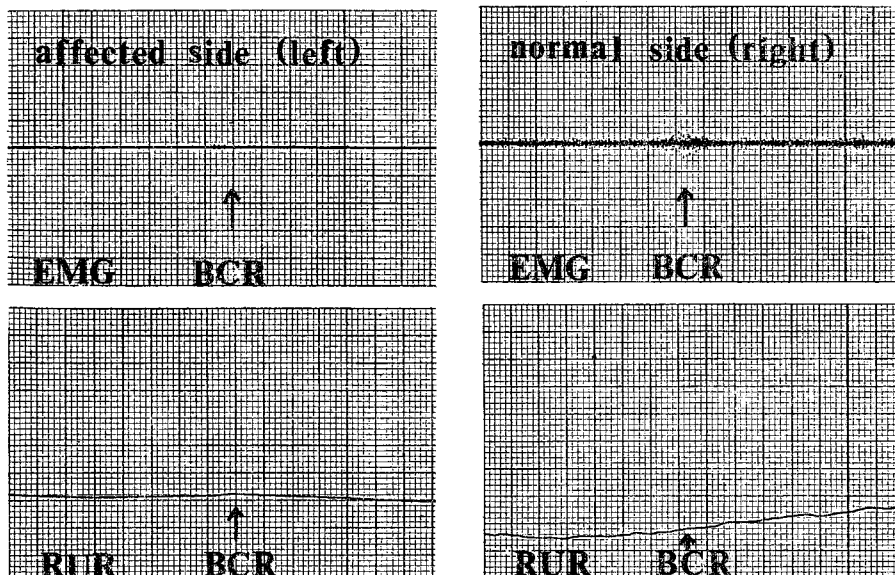 affected side (left)
EMG BCR
normal side (right)
EMG BCR
RUR BCR
RUR BCR